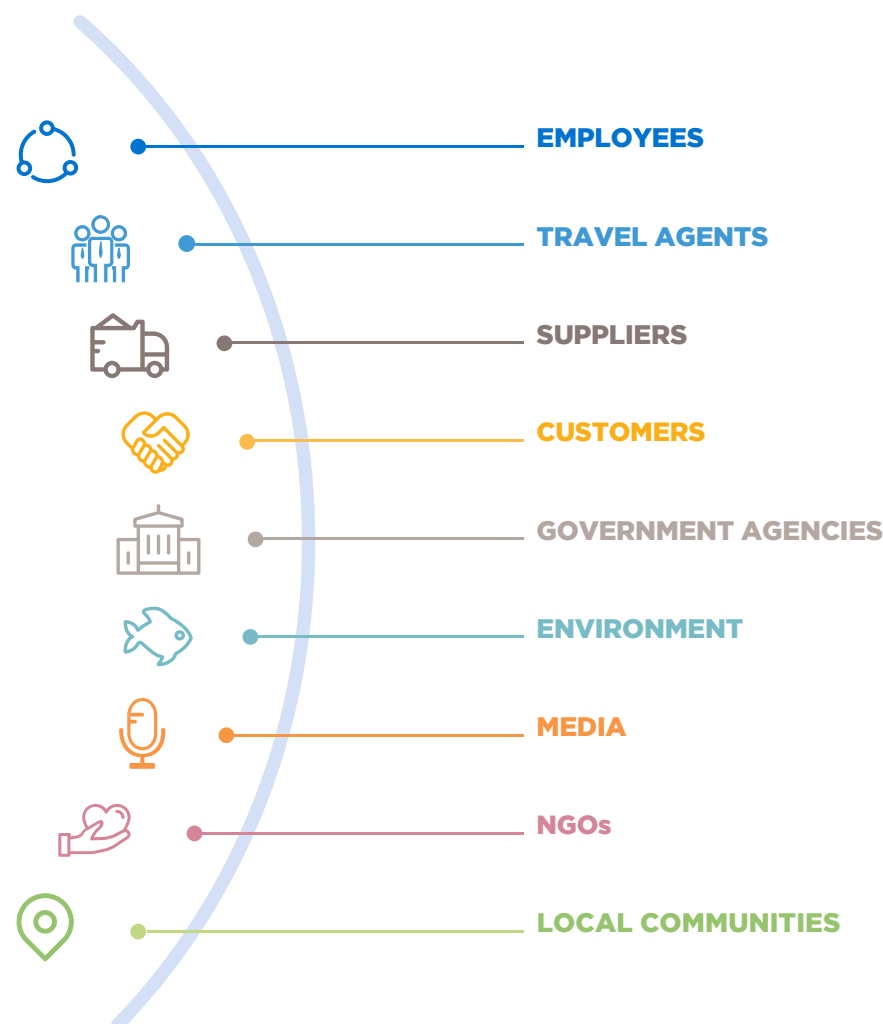 EMPLOYEES
TRAVEL AGENTS
SUPPLIERS
CUSTOMERS
GOVERNMENT AGENCIES
ENVIRONMENT
MEDIA
NGOs
LOCAL COMMUNITIES